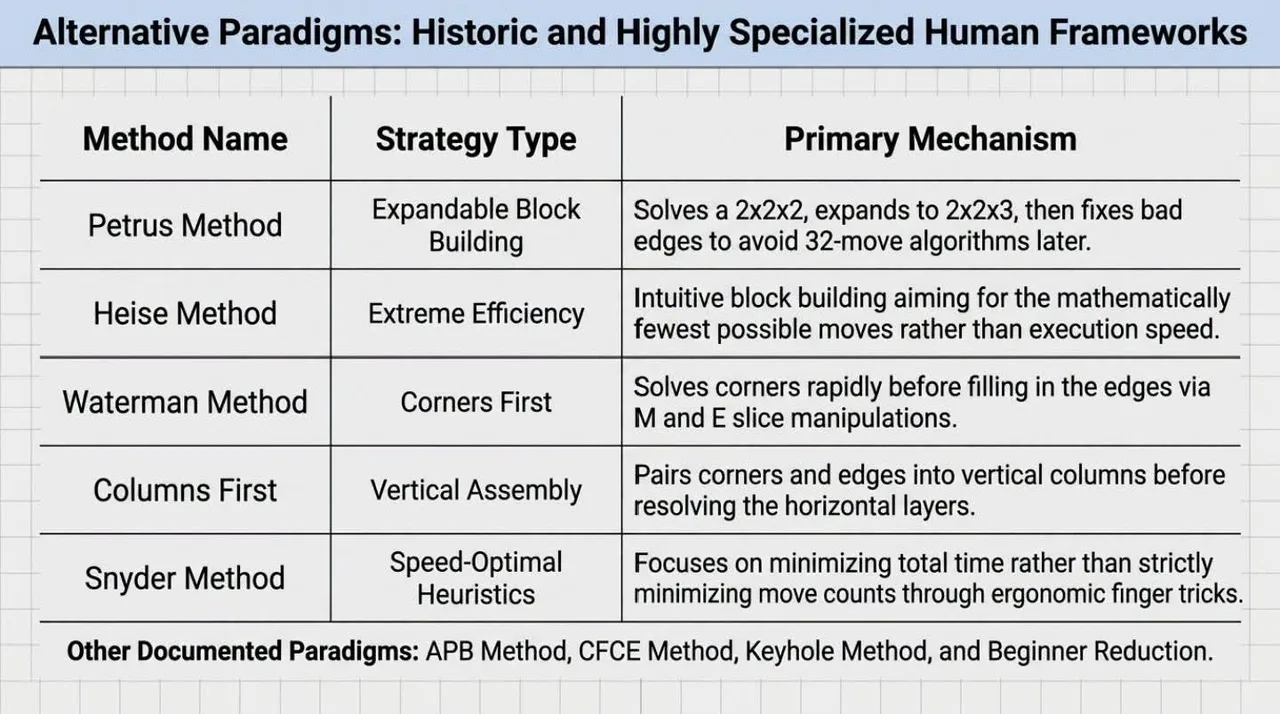 Alternative Paradigms: Historic and Highly Specialized Human Frameworks
Method Name
Strategy Type
Primary Mechanism
Petrus Method
Expandable Block
Building
Solves a 2x2x2, expands to 2x2x3, then fixes bad
edges to avoid 32-move algorithms later.
Heise Method
Extreme Efficiency
Intuitive block building aiming for the mathematically
fewest possible moves rather than execution speed.
Waterman Method
Corners First
Solves corners rapidly before filling in the edges via
M and E slice manipulations.
Columns First
Vertical Assembly
Pairs corners and edges into vertical columns before
resolving the horizontal layers.
Snyder Method
Speed-Optimal
Heuristics
Focuses on minimizing total time rather than strictly
minimizing move counts through ergonomic finger tricks.
Other Documented Paradigms: APB Method, CFCE Method, Keyhole Method, and Beginner Reduction.